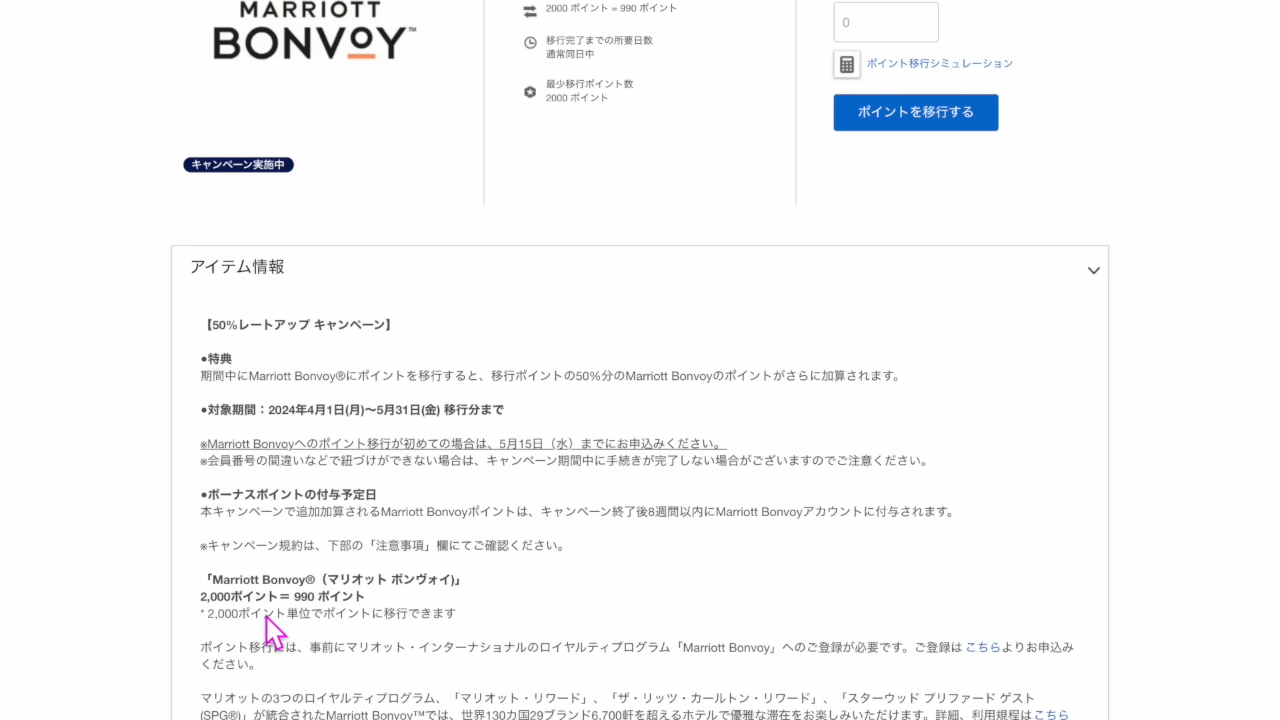 MARRIOTT
BONVOY™
キャンペーン実施中
2000 ポイント = 990 ポイント
移行完了までの所要日数
通常同日中
最少移行ポイント数
2000 ポイント
0
ポイント移行シミュレーション
ポイントを移行する
アイテム情報
【50%レートアップ キャンペーン】
●特典
期間中にMarriott Bonvoy®にポイントを移行すると、移行ポイントの50%分のMarriott Bonvoyのポイントがさらに加算されます。
●対象期間：2024年4月1日(月)〜5月31日(金) 移行分まで
※Marriott Bonvoyへのポイント移行が初めての場合は、5月15日（水）までにお申込みください。
※会員番号の間違いなどで紐づけができない場合は、キャンペーン期間中に手続きが完了しない場合がございますのでご注意ください。
●ボーナスポイントの付与予定日
本キャンペーンで追加加算されるMarriott Bonvoyポイントは、キャンペーン終了後8週間以内にMarriott Bonvoyアカウントに付与されます。
※キャンペーン規約は、下部の「注意事項」欄にてご確認ください。
「Marriott Bonvoy®（マリオット ボンヴォイ)」
2,000ポイント＝ 990 ポイント
* 2,000ポイント単位でポイントに移行できます
ポイント移行には、事前にマリオット・インターナショナルのロイヤルティプログラム「Marriott Bonvoy」へのご登録が必要です。ご登録は こちらよりお申込み
ください。
マリオットの3つのロイヤルティプログラム、「マリオット・リワード」、「ザ・リッツ・カールトン・リワード」、「スターウッド プリファード ゲスト
(SPG®)」が統合されたMarriott Bonvoy™では、世界130カ国29ブランド6,700軒を超えるホテルで優雅な滞在をお楽しみいただけます。詳細、利用規程は こちら